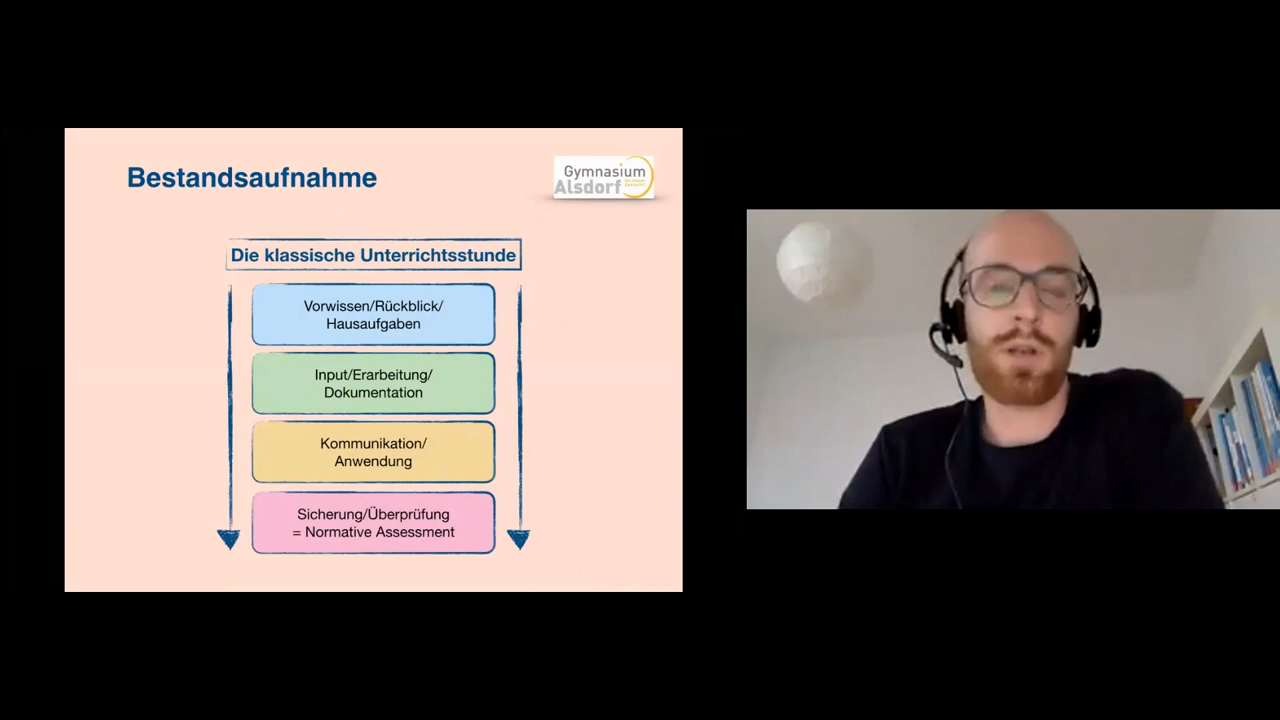 Bestandsaufnahme
Gymnasium
Alsdorf
Die klassische Unterrichtsstunde
Vorwissen/Rückblick/
Hausaufgaben
Input/Erarbeitung/
Dokumentation
Kommunikation/
Anwendung
Sicherung/Überprüfung
= Normative Assessment